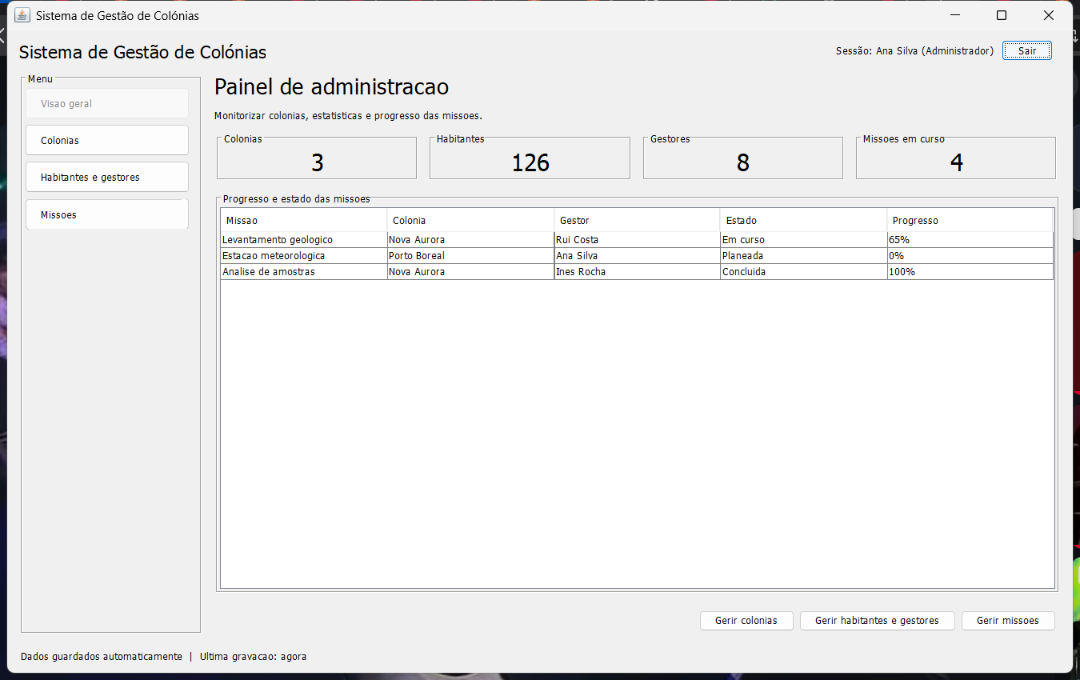 Sistema de Gestão de Colónias
Sistema de Gestão de Colónias
Sessão: Ana Silva (Administrador) Sair
Menu
Visao geral
Colonias
Habitantes e gestores
Missoes
Painel de administracao
Monitorizar colonias, estatisticas e progresso das missoes.
Colonias Habitantes Gestores Missoes em curso
3 126 8 4
Progresso e estado das missoes
Missao Colonia Gestor Estado Progresso
Levantamento geologico Nova Aurora Rui Costa Em curso 65%
Estacao meteorologica Porto Boreal Ana Silva Planeada 0%
Analise de amostras Nova Aurora Ines Rocha Concluida 100%
Gerir colonias Gerir habitantes e gestores Gerir missoes
Dados guardados automaticamente | Ultima gravacao: agora